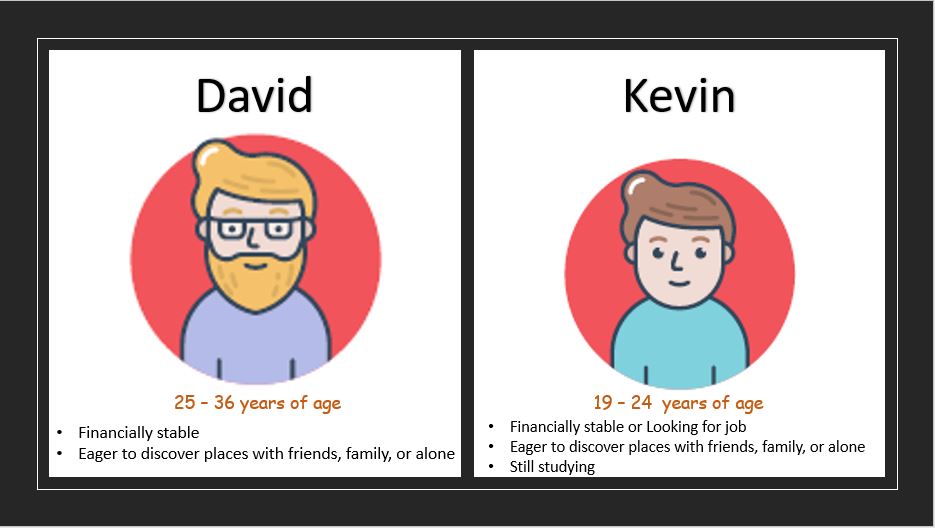 David
25 – 36 years of age
• Financially stable
• Eager to discover places with friends, family, or alone
Kevin
19 – 24  years of age
• Financially stable or Looking for job
• Eager to discover places with friends, family, or alone
• Still studying